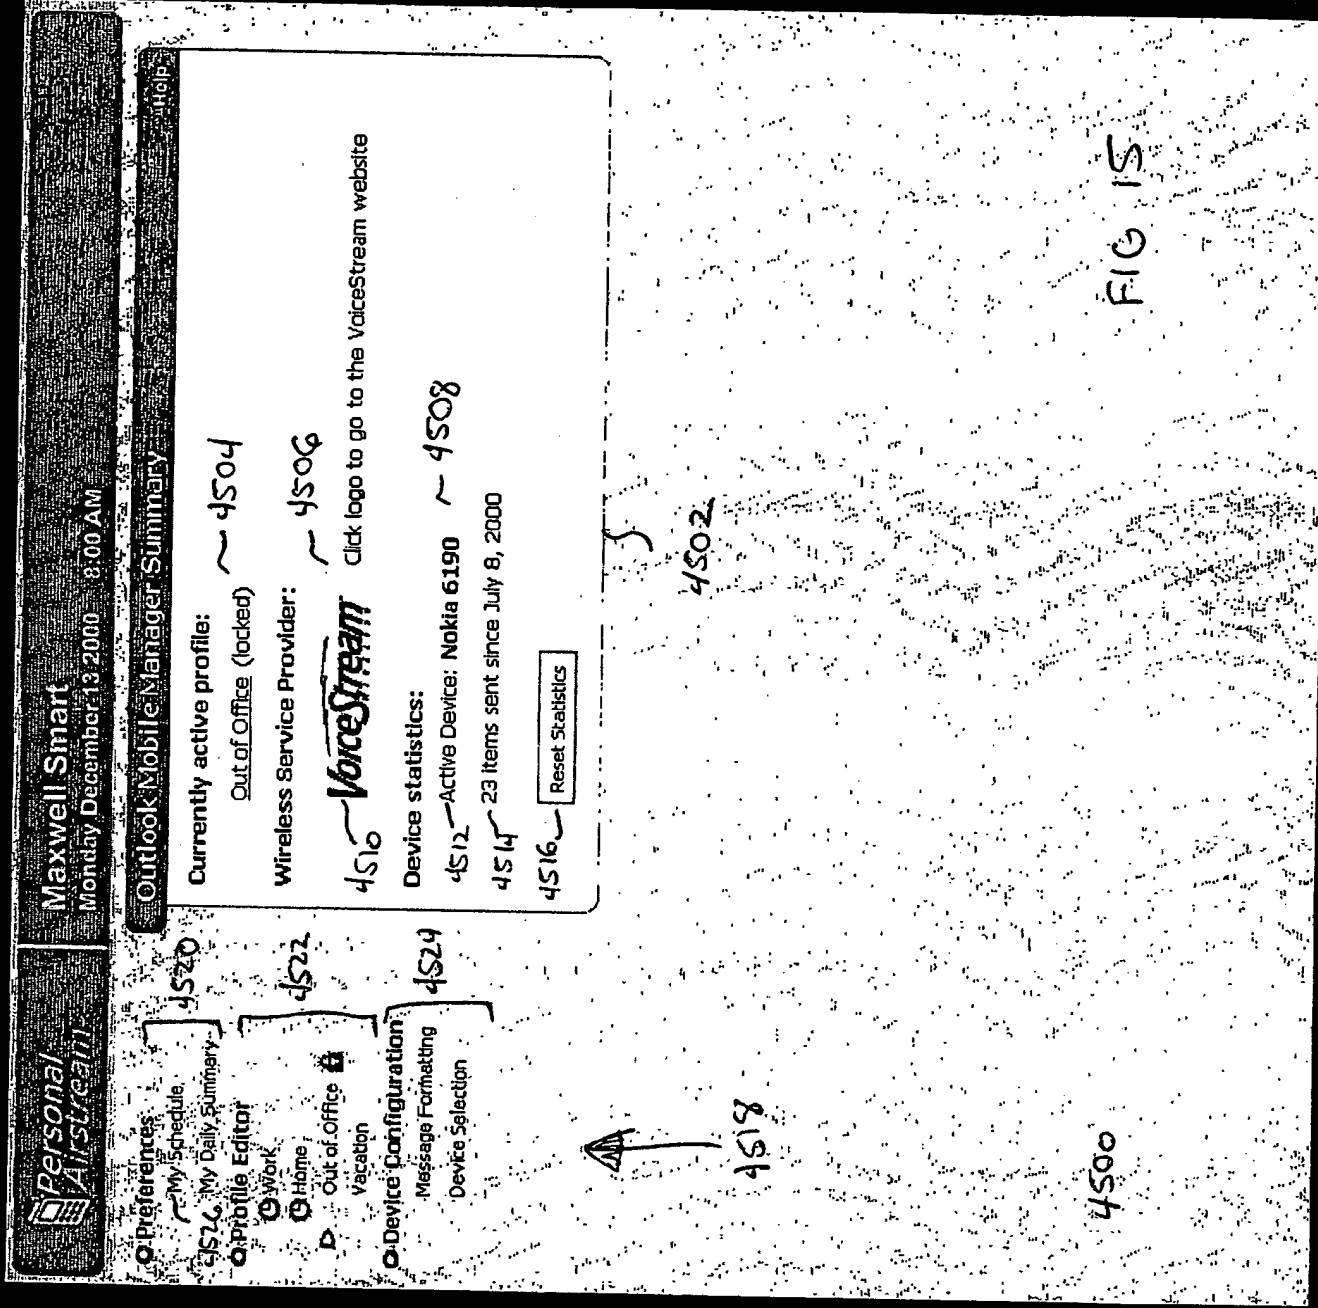 Personal
Airstream
Maxwell Smart
Monday December 13 2000 8:00 AM
Preferences
4526 My Schedule
My Daily Summary
4520
Profile Editor
Work
Home
Out of Office
Vacation
4522
Device Configuration
Message Formatting
Device Selection
4524
4518
Outlook Mobile Manager Summary
Help
Currently active profile:
Out of Office (locked) 4504
Wireless Service Provider:
4506
4510 VoiceStream Click logo to go to the VoiceStream website
Device statistics:
4512 Active Device: Nokia 6190 4508
4514 23 items sent since July 8, 2000
4516 Reset Statistics
4502
4500
FIG 15